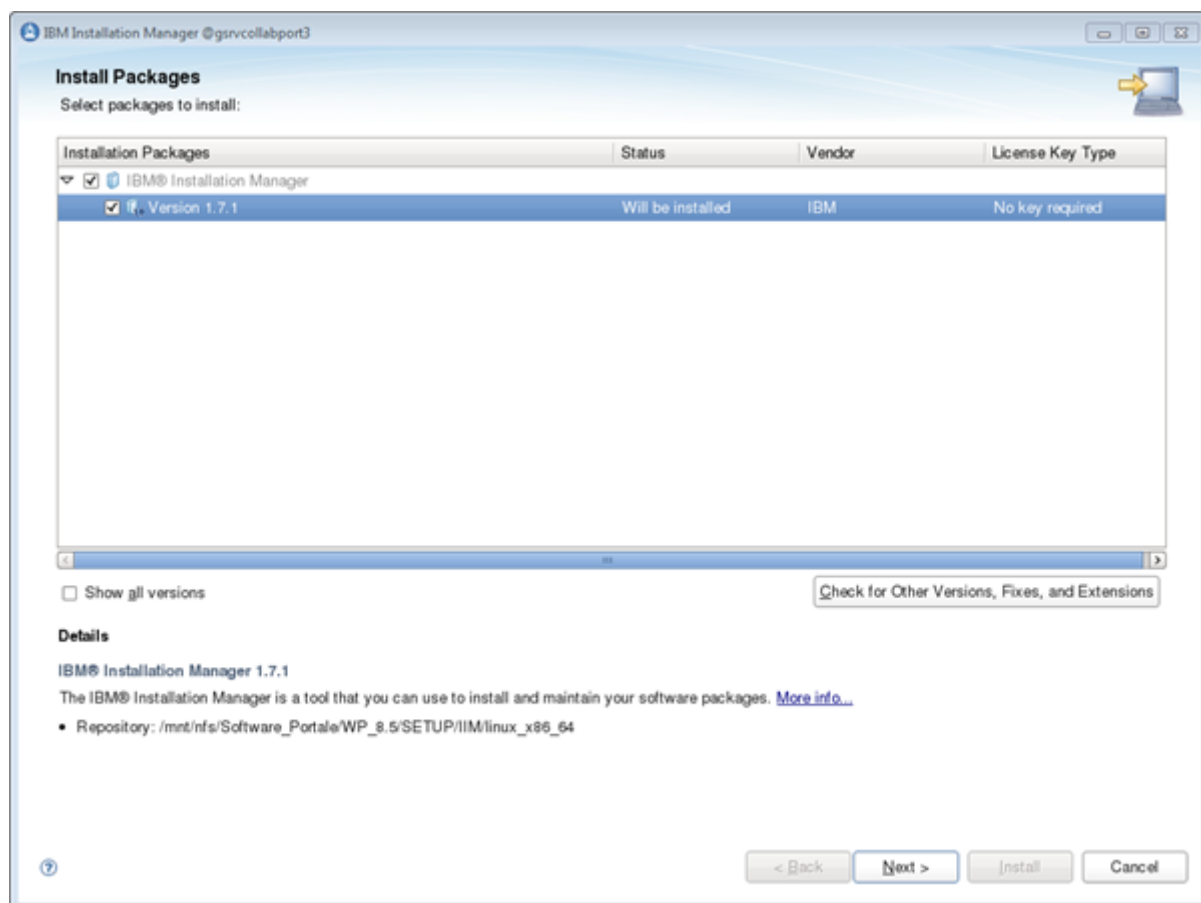 IBM Installation Manager @gsrvcollabport3
Install Packages
Select packages to install:
Installation Packages Status Vendor License Key Type
IBM® Installation Manager
Version 1.7.1 Will be installed IBM No key required
Show all versions Check for Other Versions, Fixes, and Extensions
Details
IBM® Installation Manager 1.7.1
The IBM® Installation Manager is a tool that you can use to install and maintain your software packages. More info...
• Repository: /mnt/nfs/Software_Portale/WP_8.5/SETUP/IIM/linux_x86_64
? < Back Next > Install Cancel